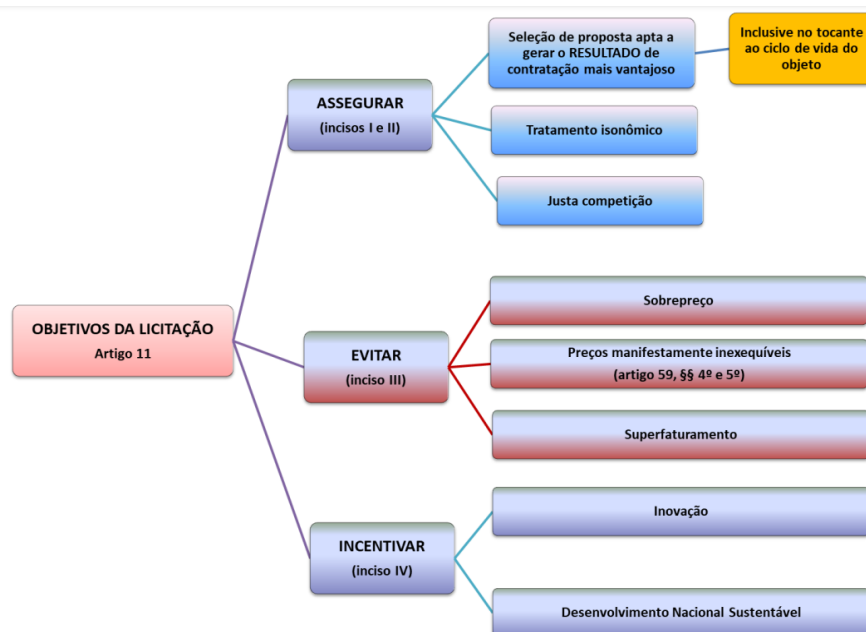 OBJETIVOS DA LICITAÇÃO
Artigo 11
ASSEGURAR
(incisos I e II)
Seleção de proposta apta a
gerar o RESULTADO de
contratação mais vantajoso
Inclusive no tocante
ao ciclo de vida do
objeto
Tratamento isonômico
Justa competição
EVITAR
(inciso III)
Sobrepreço
Preços manifestamente inexequíveis
(artigo 59, §§ 4º e 5º)
Superfaturamento
INCENTIVAR
(inciso IV)
Inovação
Desenvolvimento Nacional Sustentável